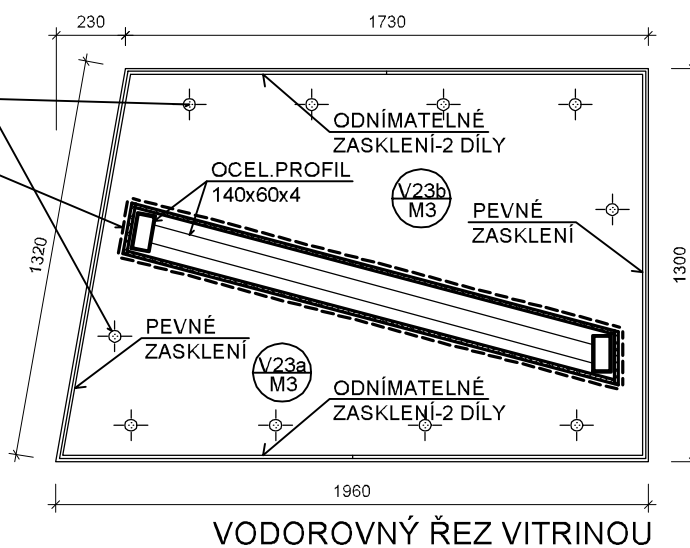 230
1730
ODNÍMATELNÉ
ZASKLENÍ-2 DÍLY
OCEL.PROFIL
140x60x4
V23b
M3
PEVNÉ
ZASKLENÍ
1320
1300
PEVNÉ
ZASKLENÍ
V23a
M3
ODNÍMATELNÉ
ZASKLENÍ-2 DÍLY
1960
VODOROVNÝ ŘEZ VITRINOU